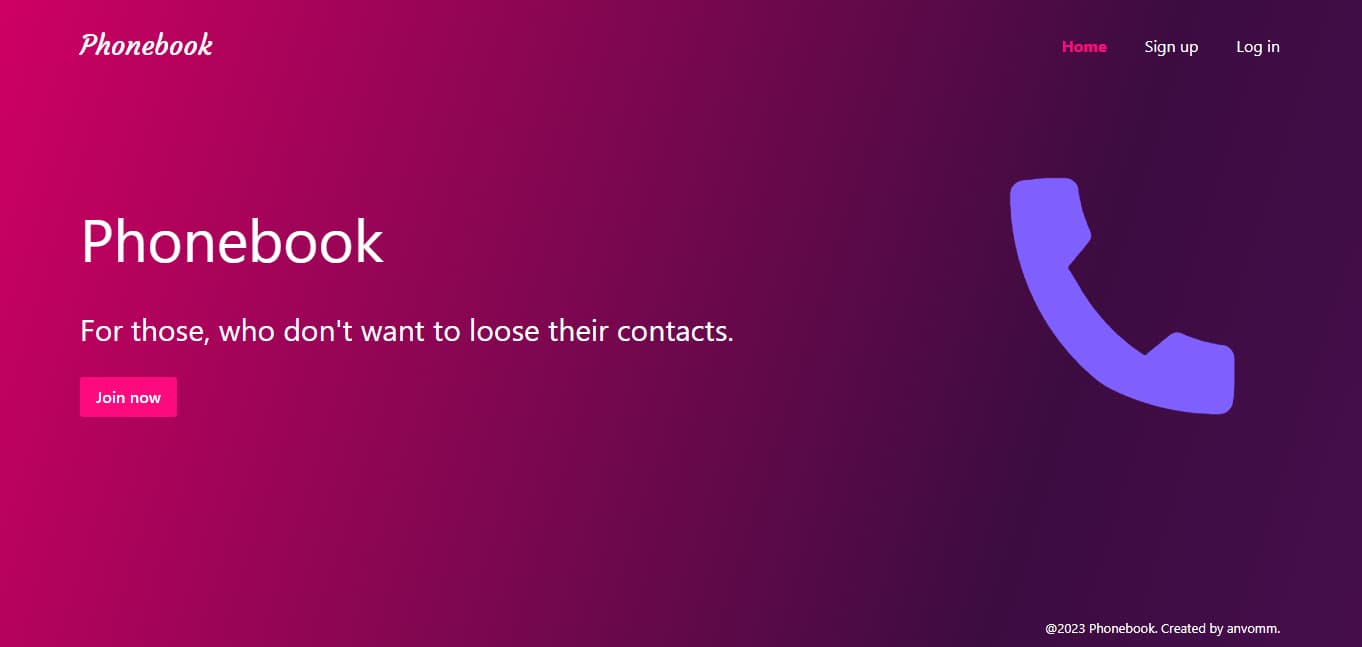 Phonebook
Home Sign up Log in
Phonebook
For those, who don't want to loose their contacts.
Join now
@2023 Phonebook. Created by anvomm.